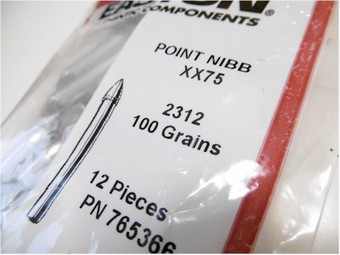 COMPONENTS
POINT NIBB
XX75
2312
100 Grains
12 Pieces
PN 765366